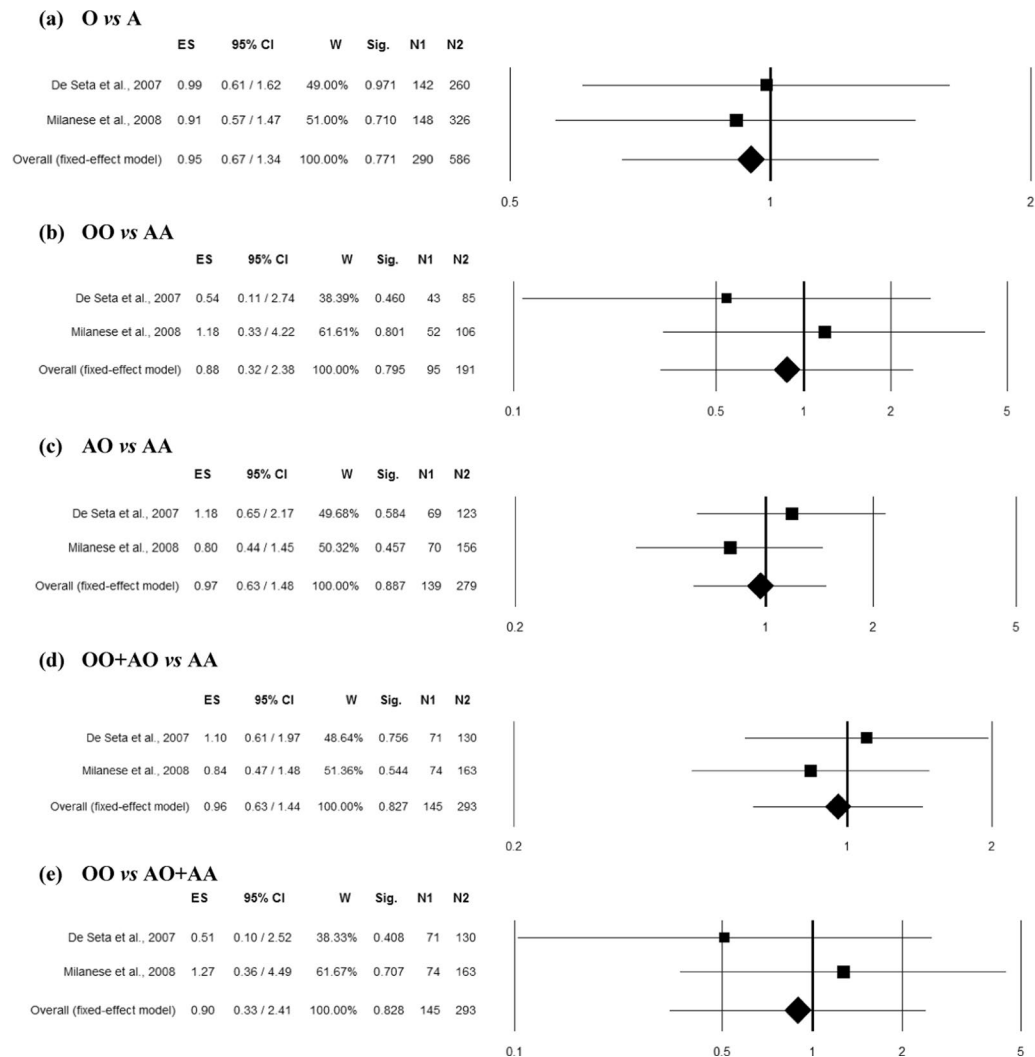 (a) O vs A
ES 95% CI W Sig. N1 N2
De Seta et al., 2007 0.99 0.61 / 1.62 49.00% 0.971 142 260
Milanese et al., 2008 0.91 0.57 / 1.47 51.00% 0.710 148 326
Overall (fixed-effect model) 0.95 0.67 / 1.34 100.00% 0.771 290 586
0.5 1 2
(b) OO vs AA
ES 95% CI W Sig. N1 N2
De Seta et al., 2007 0.54 0.11 / 2.74 38.39% 0.460 43 85
Milanese et al., 2008 1.18 0.33 / 4.22 61.61% 0.801 52 106
Overall (fixed-effect model) 0.88 0.32 / 2.38 100.00% 0.795 95 191
0.1 0.5 1 2 5
(c) AO vs AA
ES 95% CI W Sig. N1 N2
De Seta et al., 2007 1.18 0.65 / 2.17 49.68% 0.584 69 123
Milanese et al., 2008 0.80 0.44 / 1.45 50.32% 0.457 70 156
Overall (fixed-effect model) 0.97 0.63 / 1.48 100.00% 0.887 139 279
0.2 1 2 5
(d) OO+AO vs AA
ES 95% CI W Sig. N1 N2
De Seta et al., 2007 1.10 0.61 / 1.97 48.64% 0.756 71 130
Milanese et al., 2008 0.84 0.47 / 1.48 51.36% 0.544 74 163
Overall (fixed-effect model) 0.96 0.63 / 1.44 100.00% 0.827 145 293
0.2 1 2
(e) OO vs AO+AA
ES 95% CI W Sig. N1 N2
De Seta et al., 2007 0.51 0.10 / 2.52 38.33% 0.408 71 130
Milanese et al., 2008 1.27 0.36 / 4.49 61.67% 0.707 74 163
Overall (fixed-effect model) 0.90 0.33 / 2.41 100.00% 0.828 145 293
0.1 0.5 1 2 5